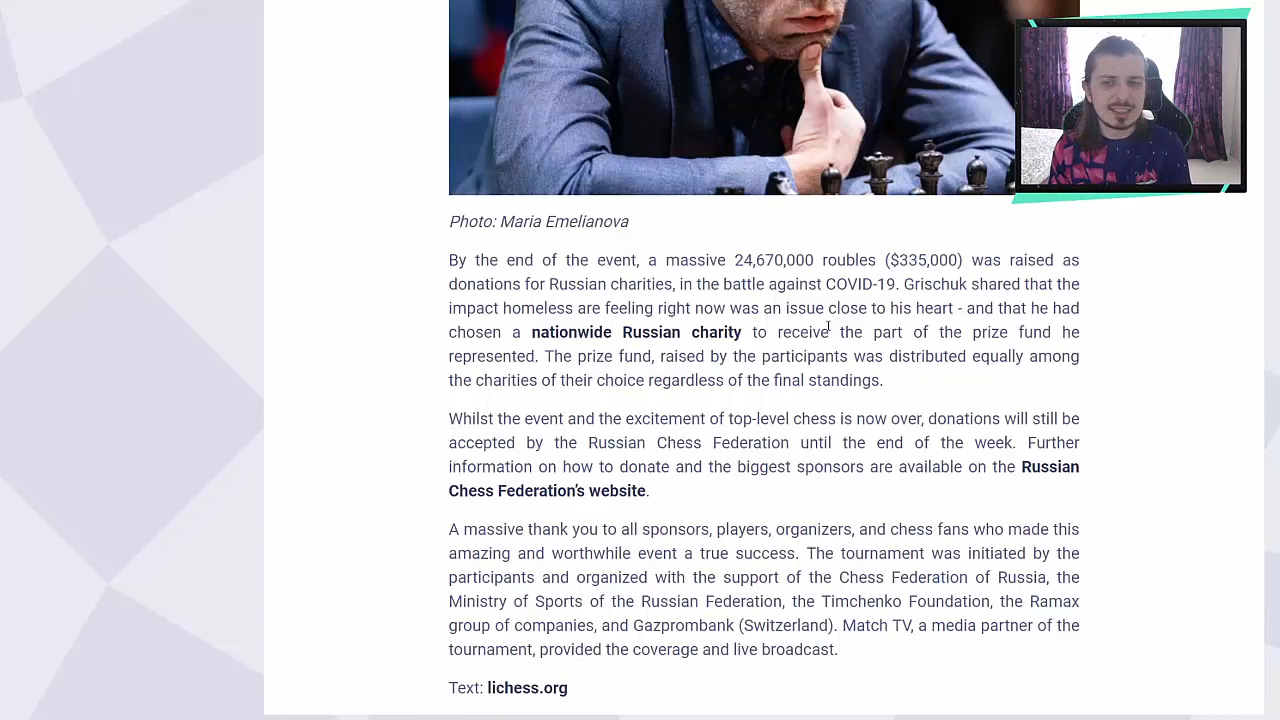 Photo: Maria Emelianova
By the end of the event, a massive 24,670,000 roubles ($335,000) was raised as
donations for Russian charities, in the battle against COVID-19. Grischuk shared that the
impact homeless are feeling right now was an issue close to his heart - and that he had
chosen a nationwide Russian charity to receive the part of the prize fund he
represented. The prize fund, raised by the participants was distributed equally among
the charities of their choice regardless of the final standings.
Whilst the event and the excitement of top-level chess is now over, donations will still be
accepted by the Russian Chess Federation until the end of the week. Further
information on how to donate and the biggest sponsors are available on the Russian
Chess Federation’s website.
A massive thank you to all sponsors, players, organizers, and chess fans who made this
amazing and worthwhile event a true success. The tournament was initiated by the
participants and organized with the support of the Chess Federation of Russia, the
Ministry of Sports of the Russian Federation, the Timchenko Foundation, the Ramax
group of companies, and Gazprombank (Switzerland). Match TV, a media partner of the
tournament, provided the coverage and live broadcast.
Text: lichess.org